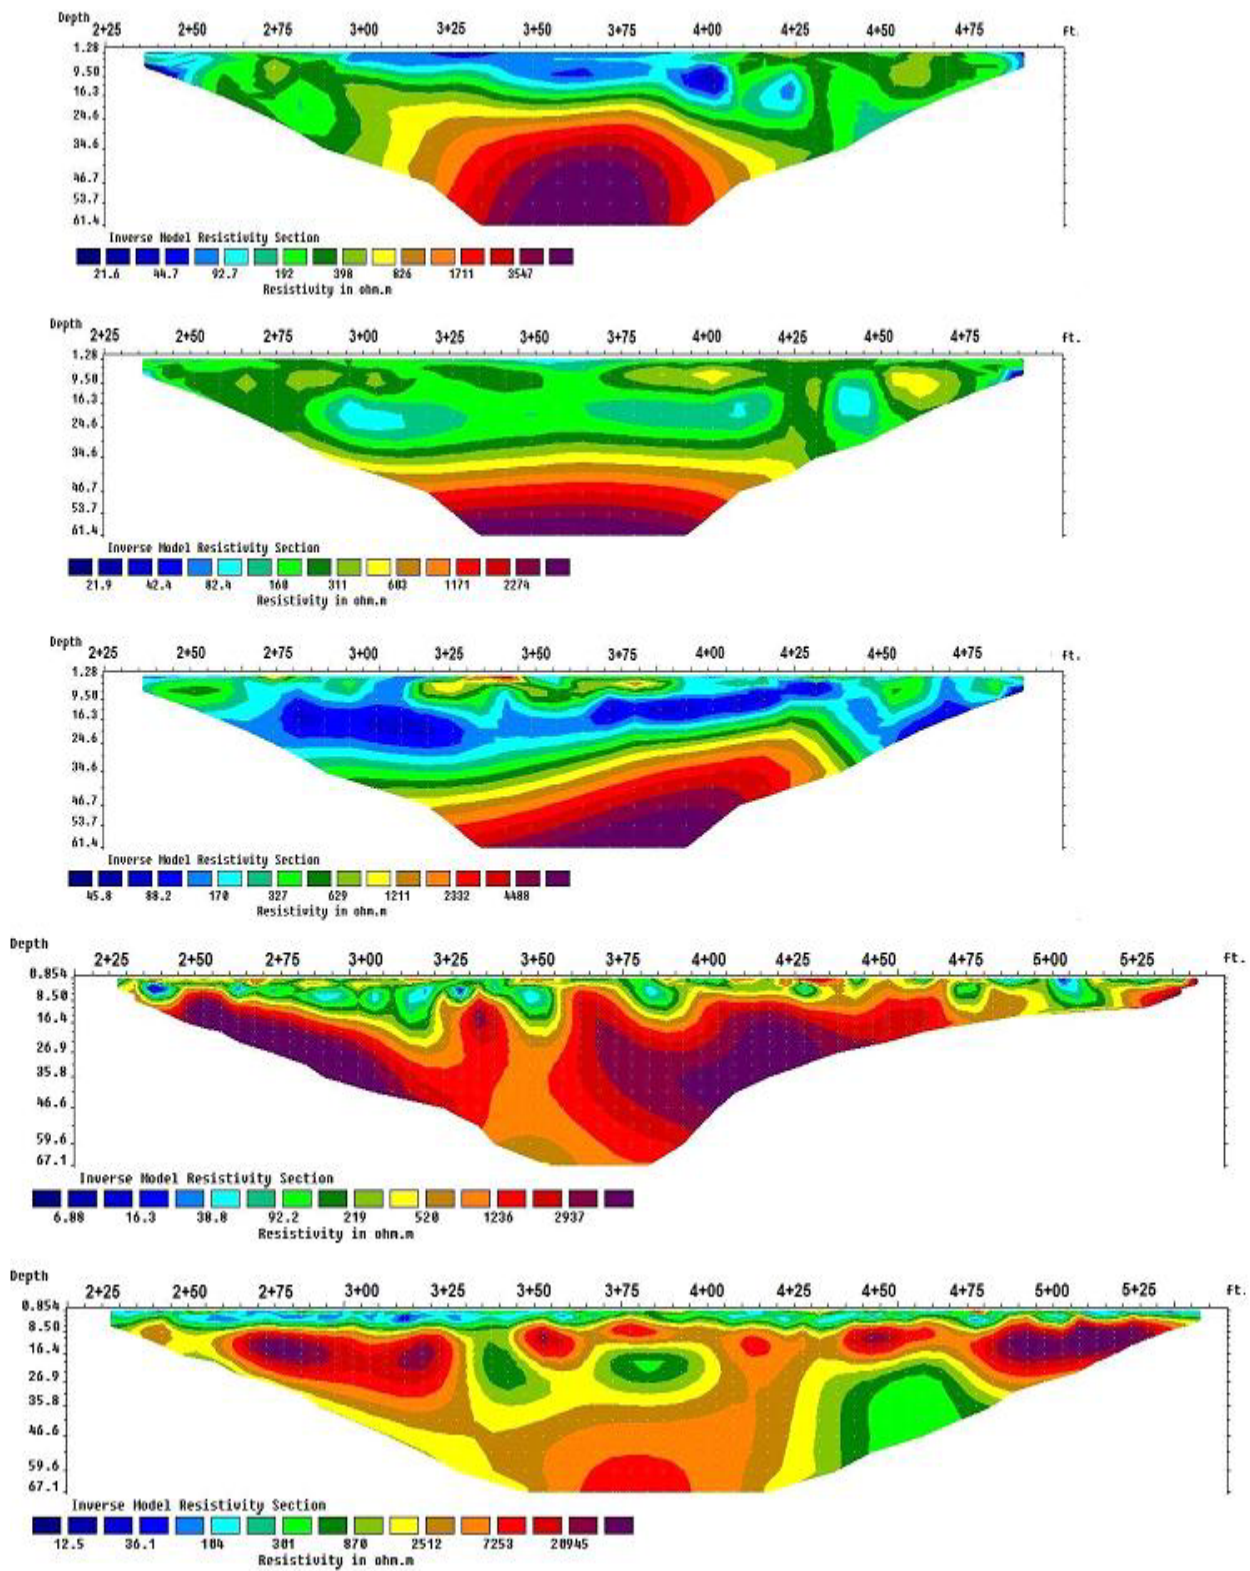 Depth
2+25 2+50 2+75 3+00 3+25 3+50 3+75 4+00 4+25 4+50 4+75 ft.
1.28
9.50
16.3
24.6
34.6
46.7
53.7
61.4
Inverse Model Resistivity Section
21.6 44.7 92.7 192 398 826 1711 3547
Resistivity in ohm.m
Depth
2+25 2+50 2+75 3+00 3+25 3+50 3+75 4+00 4+25 4+50 4+75 ft.
1.28
9.50
16.3
24.6
34.6
46.7
53.7
61.4
Inverse Model Resistivity Section
21.9 42.4 82.4 160 311 603 1171 2274
Resistivity in ohm.m
Depth
2+25 2+50 2+75 3+00 3+25 3+50 3+75 4+00 4+25 4+50 4+75 ft.
1.28
9.50
16.3
24.6
34.6
46.7
53.7
61.4
Inverse Model Resistivity Section
45.8 88.2 170 327 629 1211 2332 4488
Resistivity in ohm.m
Depth
2+25 2+50 2+75 3+00 3+25 3+50 3+75 4+00 4+25 4+50 4+75 5+00 5+25 ft.
0.854
8.50
16.4
26.9
35.8
46.6
59.6
67.1
Inverse Model Resistivity Section
6.88 16.3 38.8 92.2 219 520 1236 2937
Resistivity in ohm.m
Depth
2+25 2+50 2+75 3+00 3+25 3+50 3+75 4+00 4+25 4+50 4+75 5+00 5+25 ft.
0.854
8.50
16.4
26.9
35.8
46.6
59.6
67.1
Inverse Model Resistivity Section
12.5 36.1 104 301 870 2512 7253 20945
Resistivity in ohm.m